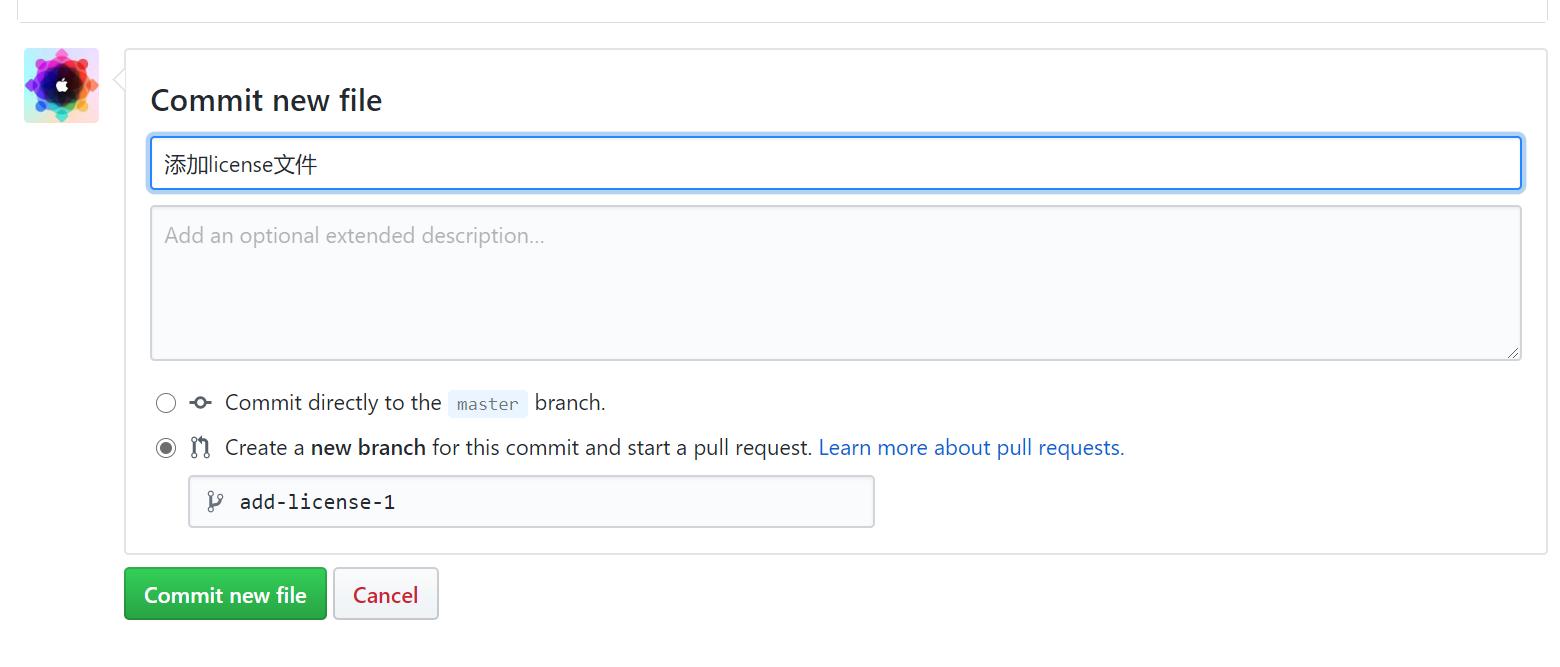 Commit new file
添加license文件
Add an optional extended description...
Commit directly to the master branch.
Create a new branch for this commit and start a pull request. Learn more about pull requests.
add-license-1
Commit new file Cancel